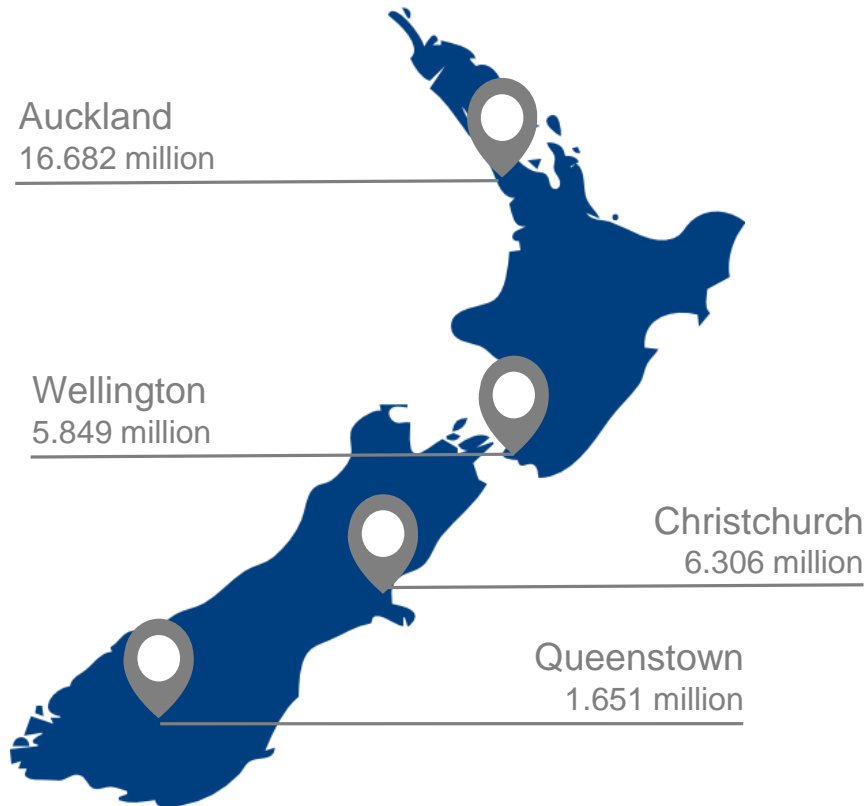 Auckland
16.682 million
Wellington
5.849 million
Christchurch
6.306 million
Queenstown
1.651 million